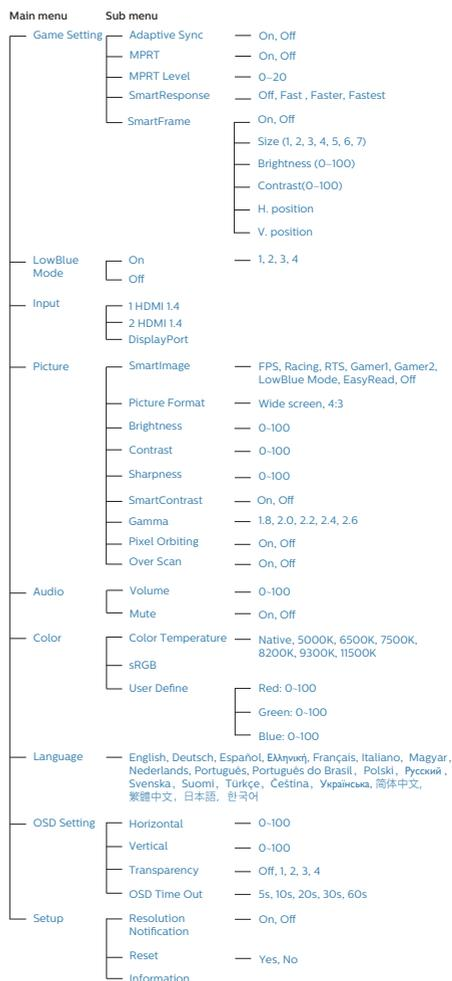 Main menu Sub menu
Game Setting Adaptive Sync On, Off
MPRT On, Off
MPRT Level 0–20
SmartResponse Off, Fast , Faster, Fastest
SmartFrame On, Off
Size (1, 2, 3, 4, 5, 6, 7)
Brightness (0–100)
Contrast(0–100)
H. position
V. position
LowBlue On 1, 2, 3, 4
Mode Off
Input 1 HDMI 1.4
2 HDMI 1.4
DisplayPort
Picture SmartImage FPS, Racing, RTS, Gamer1, Gamer2,
LowBlue Mode, EasyRead, Off
Picture Format Wide screen, 4:3
Brightness 0~100
Contrast 0~100
Sharpness 0~100
SmartContrast On, Off
Gamma 1.8, 2.0, 2.2, 2.4, 2.6
Pixel Orbiting On, Off
Over Scan On, Off
Audio Volume 0~100
Mute On, Off
Color Color Temperature Native, 5000K, 6500K, 7500K,
8200K, 9300K, 11500K
sRGB
User Define Red: 0~100
Green: 0~100
Blue: 0~100
Language English, Deutsch, Español, Ελληνική, Français, Italiano, Magyar,
Nederlands, Português, Português do Brasil, Polski, Русский ,
Svenska, Suomi, Türkçe, Čeština, Українська, 简体中文,
繁體中文, 日本語, 한국어
OSD Setting Horizontal 0~100
Vertical 0~100
Transparency Off, 1, 2, 3, 4
OSD Time Out 5s, 10s, 20s, 30s, 60s
Setup Resolution On, Off
Notification
Reset Yes, No
Information